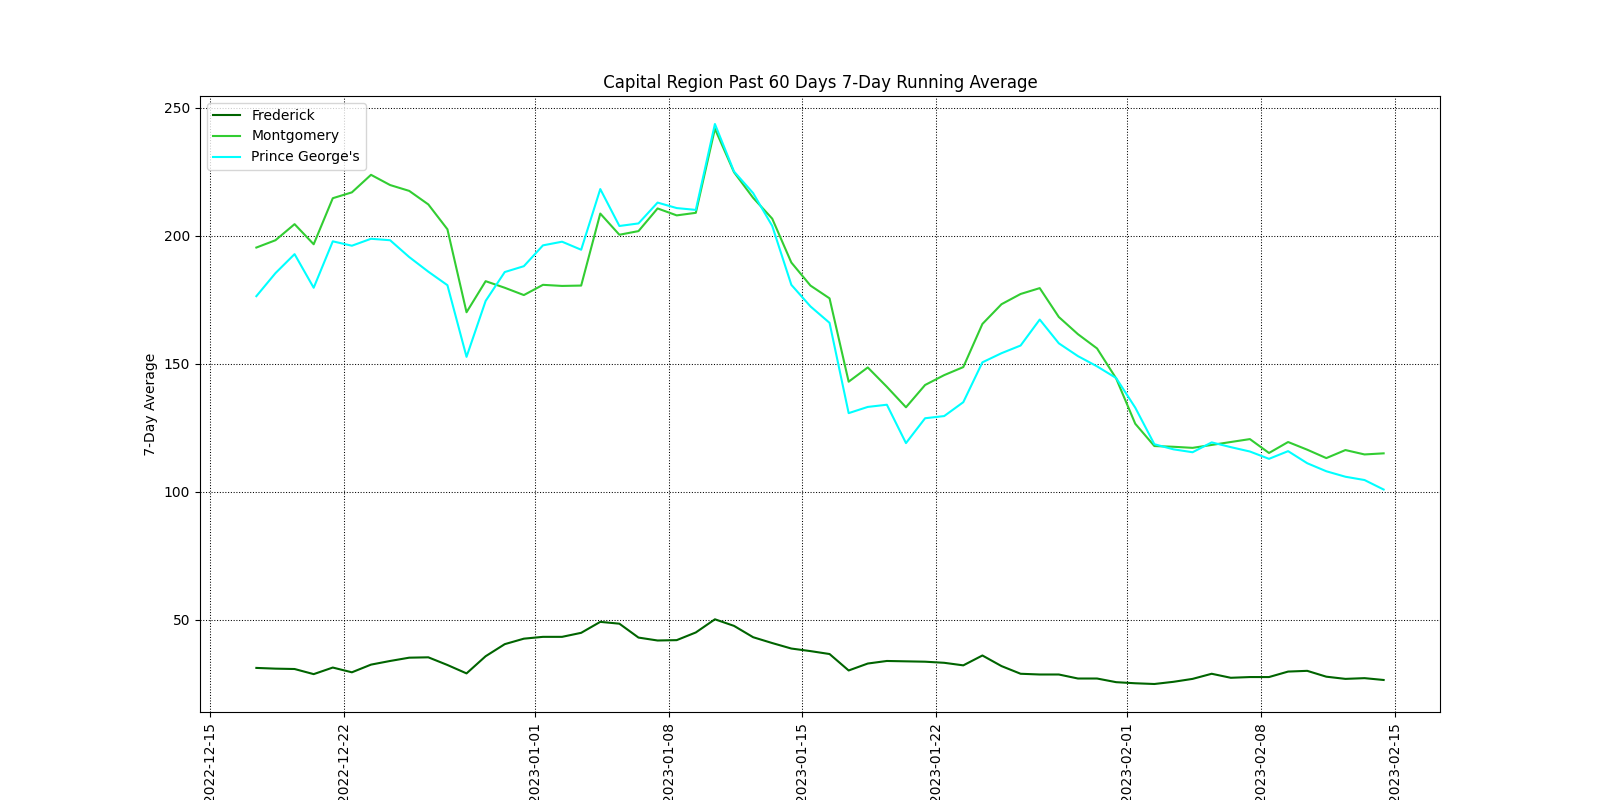 Capital Region Past 60 Days 7-Day Running Average
Frederick
Montgomery
Prince George's
7-Day Average
250
200
150
100
50
2022-12-15
2022-12-22
2023-01-01
2023-01-08
2023-01-15
2023-01-22
2023-02-01
2023-02-08
2023-02-15